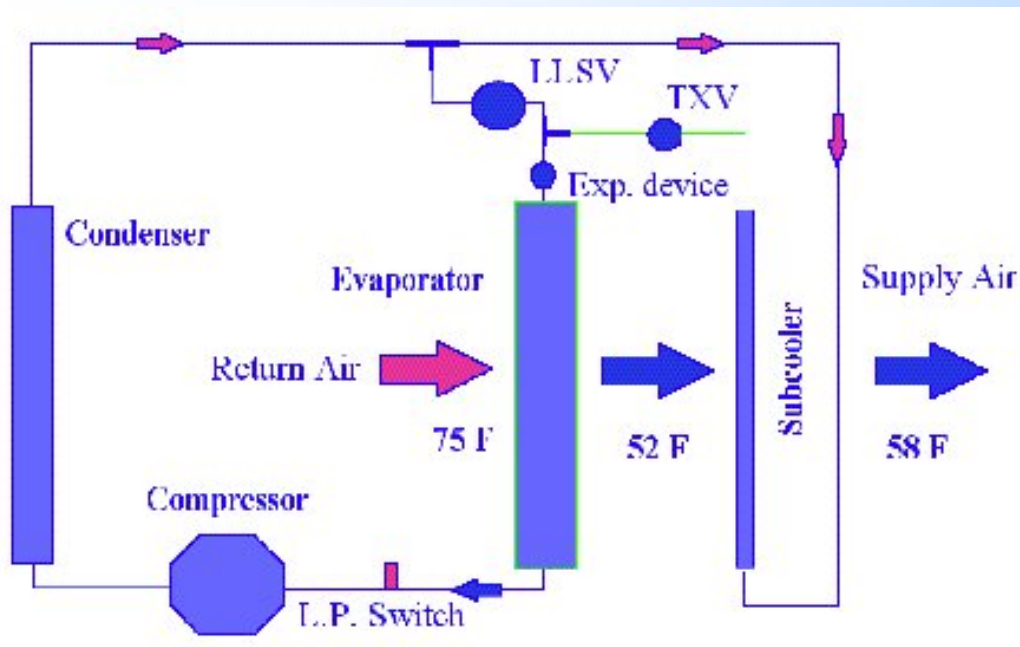 LLSV
TXV
Exp. device
Condenser
Evaporator
Supply Air
Return Air
Subcooler
75 F
52 F
58 F
Compressor
L.P. Switch